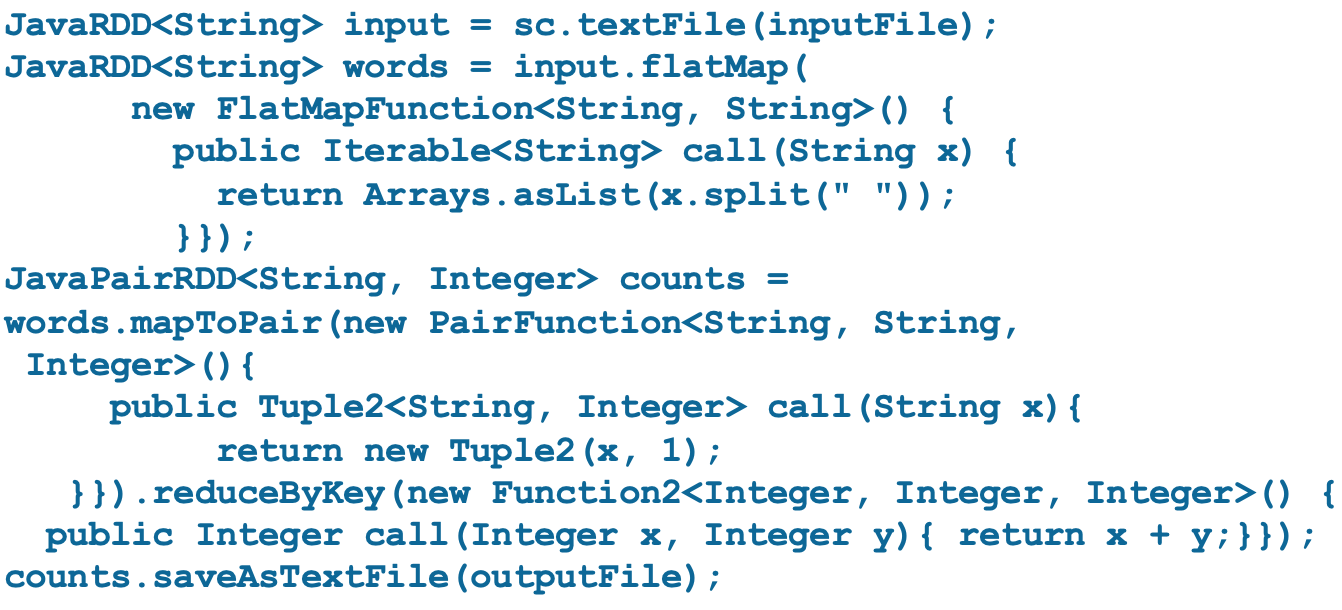 JavaRDD<String> input = sc.textFile(inputFile);
JavaRDD<String> words = input.flatMap(
      new FlatMapFunction<String, String>() {
        public Iterable<String> call(String x) {
          return Arrays.asList(x.split(" "));
        }});
JavaPairRDD<String, Integer> counts =
words.mapToPair(new PairFunction<String, String,
 Integer>(){
     public Tuple2<String, Integer> call(String x){
          return new Tuple2(x, 1);
   }}).reduceByKey(new Function2<Integer, Integer, Integer>() {
  public Integer call(Integer x, Integer y){ return x + y;}});
counts.saveAsTextFile(outputFile);